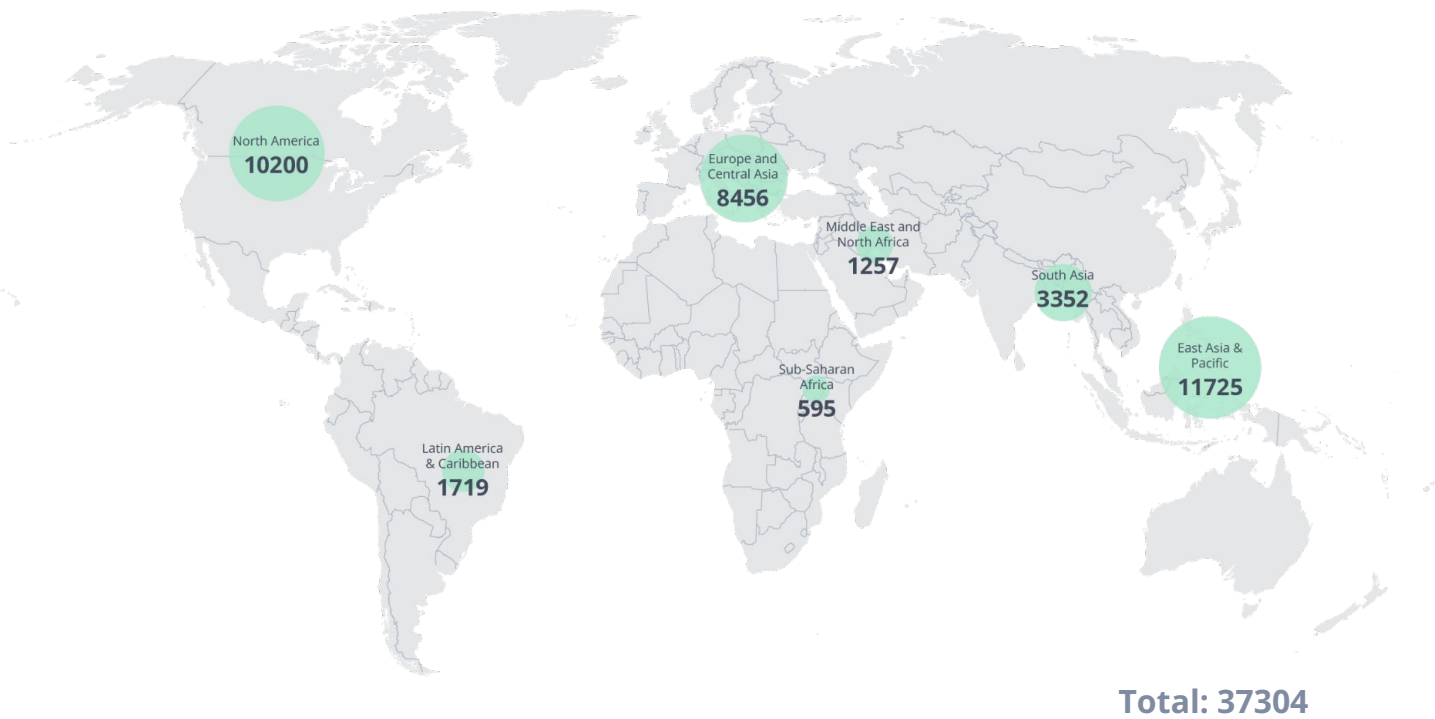 North America
10200
Europe and
Central Asia
8456
Middle East and
North Africa
1257
South Asia
3352
East Asia &
Pacific
11725
Sub-Saharan
Africa
595
Latin America
& Caribbean
1719
Total: 37304